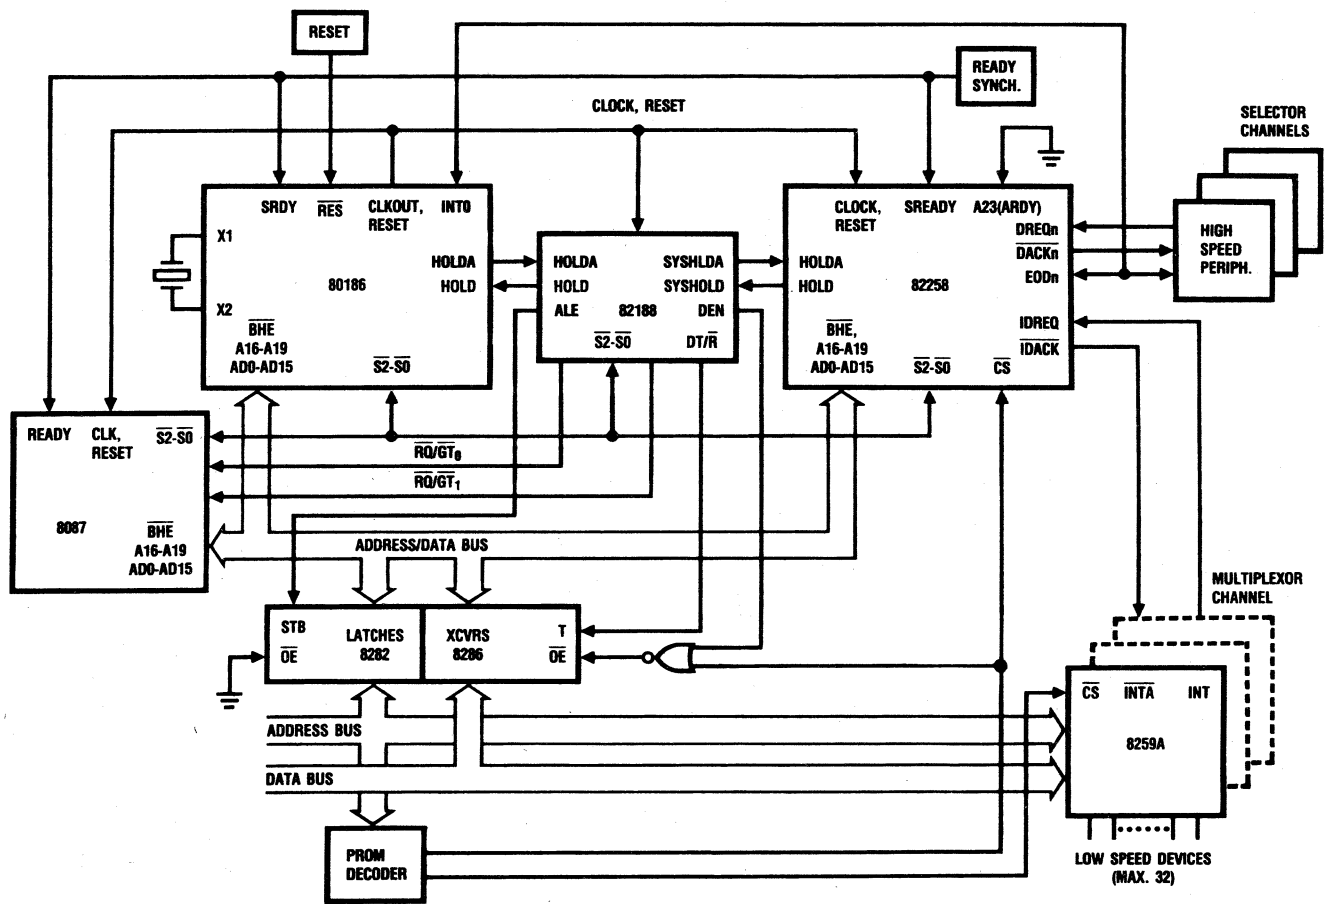 RESET
READY
SYNCH.
CLOCK, RESET
SELECTOR
CHANNELS
SRDY
RES
CLKOUT,
RESET
INT0
X1
X2
80186
HOLDA
HOLD
BHE
A16-A19
AD0-AD15
S2-S0
HOLDA
HOLD
ALE
SYSHLDA
SYSHOLD
DEN
82188
S2-S0
DT/R
CLOCK,
RESET
SREADY
A23(ARDY)
DREQn
DACKn
EODn
HOLDA
HOLD
82258
IDREQ
IDACK
BHE,
A16-A19
AD0-AD15
S2-S0
CS
HIGH
SPEED
PERIPH.
READY
CLK,
RESET
S2-S0
8087
BHE
A16-A19
AD0-AD15
RQ/GT0
RQ/GT1
ADDRESS/DATA BUS
STB
OE
LATCHES
8282
XCVRS
8286
T
OE
MULTIPLEXOR
CHANNEL
CS
INTA
INT
8259A
ADDRESS BUS
DATA BUS
PROM
DECODER
LOW SPEED DEVICES
(MAX. 32)